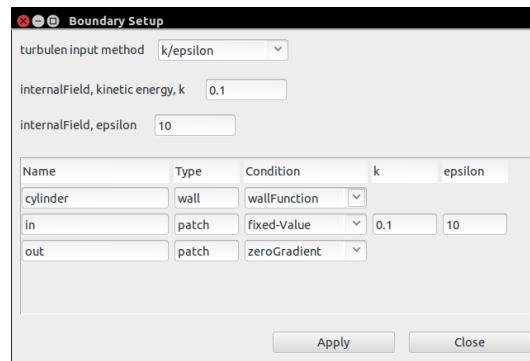 Boundary Setup
turbulen input method k/epsilon
internalField, kinetic energy, k 0.1
internalField, epsilon 10
Name Type Condition k epsilon
cylinder wall wallFunction
in patch fixed-Value 0.1 10
out patch zeroGradient
Apply Close